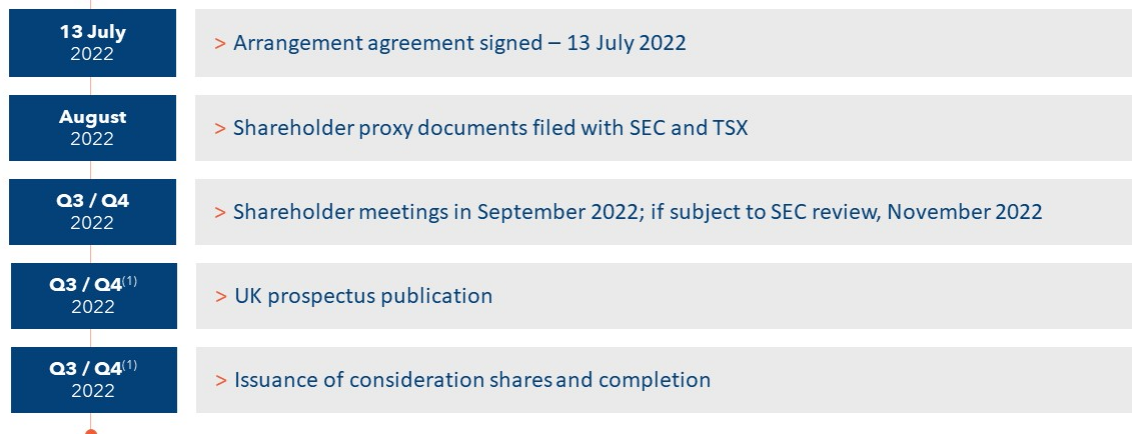 13 July
2022
> Arrangement agreement signed – 13 July 2022
August
2022
> Shareholder proxy documents filed with SEC and TSX
Q3 / Q4
2022
> Shareholder meetings in September 2022; if subject to SEC review, November 2022
Q3 / Q4(1)
2022
> UK prospectus publication
Q3 / Q4(1)
2022
> Issuance of consideration shares and completion